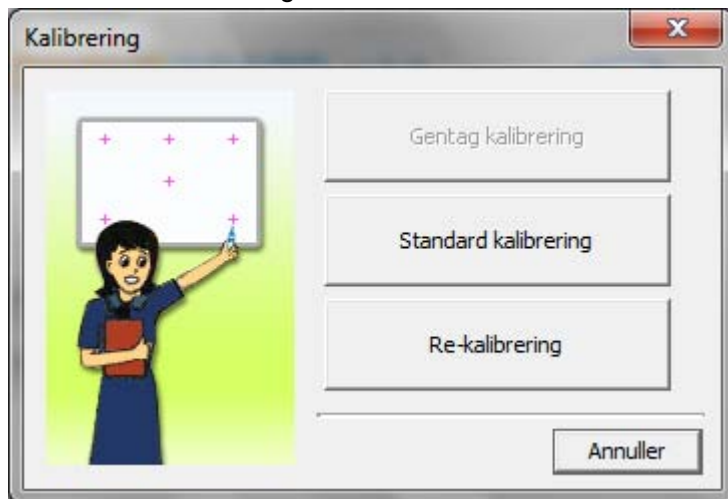 Kalibrering
Gentag kalibrering
Standard kalibrering
Re-kalibrering
Annuller